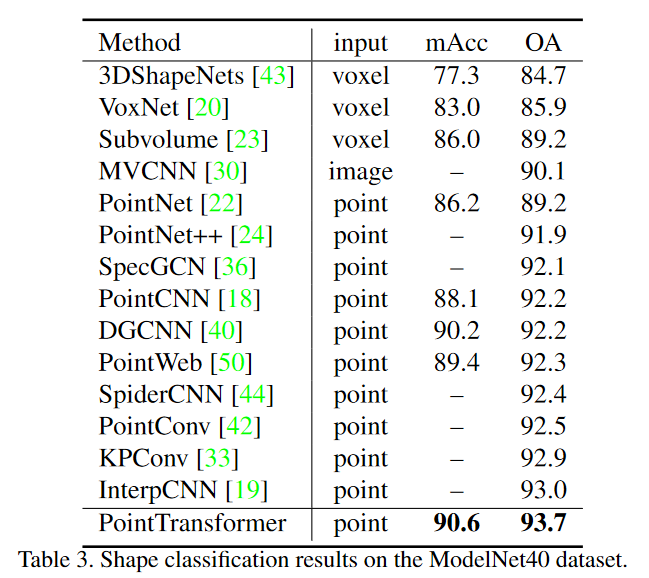 Method input mAcc OA
3DShapeNets [43] voxel 77.3 84.7
VoxNet [20] voxel 83.0 85.9
Subvolume [23] voxel 86.0 89.2
MVCNN [30] image – 90.1
PointNet [22] point 86.2 89.2
PointNet++ [24] point – 91.9
SpecGCN [36] point – 92.1
PointCNN [18] point 88.1 92.2
DGCNN [40] point 90.2 92.2
PointWeb [50] point 89.4 92.3
SpiderCNN [44] point – 92.4
PointConv [42] point – 92.5
KPConv [33] point – 92.9
InterpCNN [19] point – 93.0
PointTransformer point 90.6 93.7
Table 3. Shape classification results on the ModelNet40 dataset.